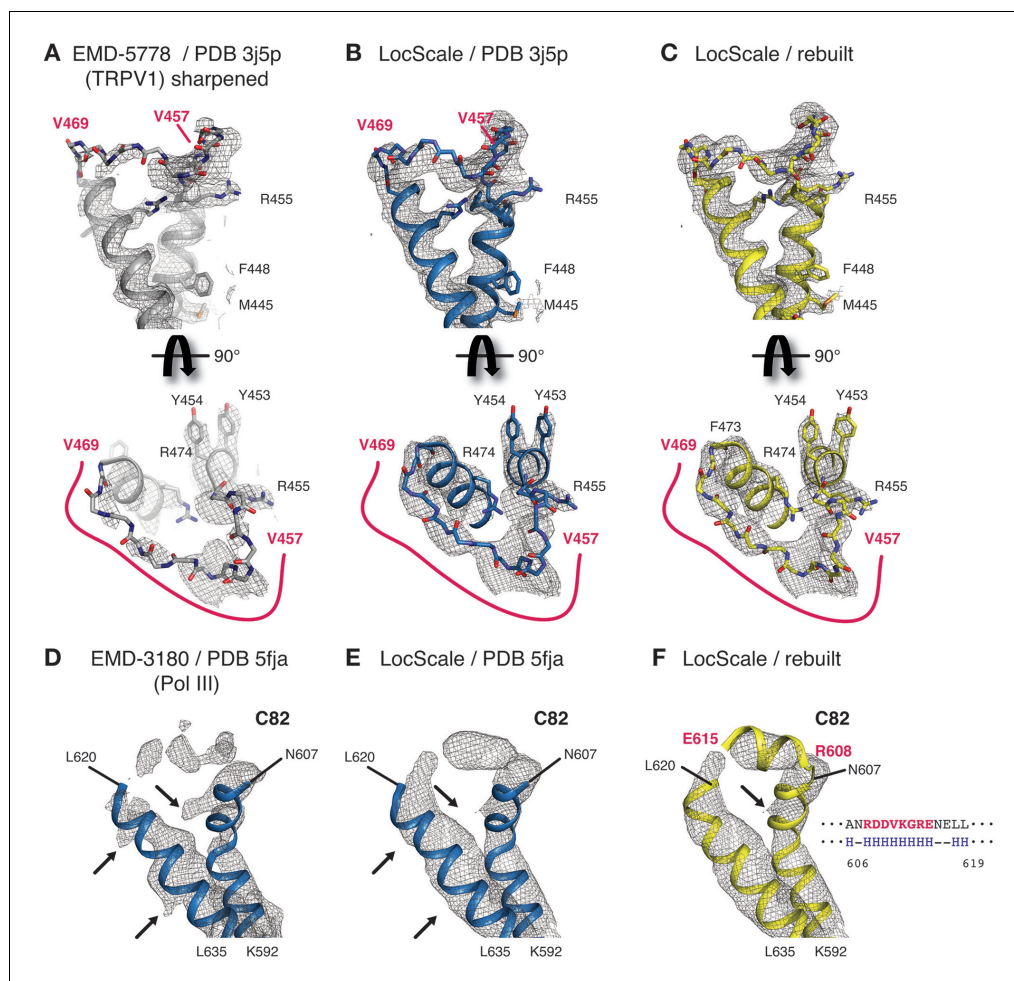 A EMD-5778 / PDB 3j5p
(TRPV1) sharpened
V469
V457
R455
F448
M445
90°
Y454
Y453
V469
R474
R455
V457
B LocScale / PDB 3j5p
V469
V457
R455
F448
M445
90°
Y454
Y453
V469
R474
R455
V457
C LocScale / rebuilt
R455
F448
M445
90°
Y454
Y453
F473
V469
R474
R455
V457
D EMD-3180 / PDB 5fja
(Pol III)
C82
L620
N607
L635 K592
E LocScale / PDB 5fja
C82
L620
N607
L635 K592
F LocScale / rebuilt
C82
E615
R608
L620
N607
···ANRDDVKGRENELL···
···H-HHHHHHHH--HH···
606 619
L635 K592